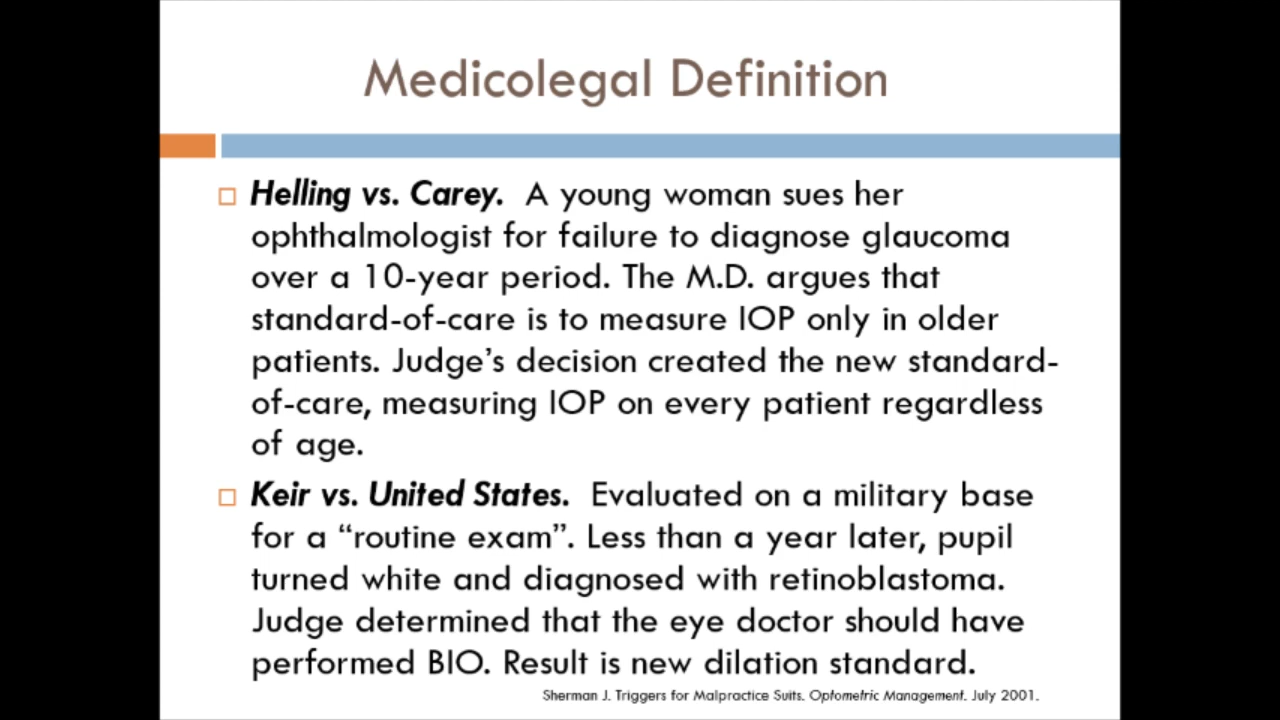 Medicolegal Definition
Helling vs. Carey. A young woman sues her
ophthalmologist for failure to diagnose glaucoma
over a 10-year period. The M.D. argues that
standard-of-care is to measure IOP only in older
patients. Judge’s decision created the new standard-
of-care, measuring IOP on every patient regardless
of age.
Keir vs. United States. Evaluated on a military base
for a “routine exam”. Less than a year later, pupil
turned white and diagnosed with retinoblastoma.
Judge determined that the eye doctor should have
performed BIO. Result is new dilation standard.
Sherman J. Triggers for Malpractice Suits. Optometric Management. July 2001.